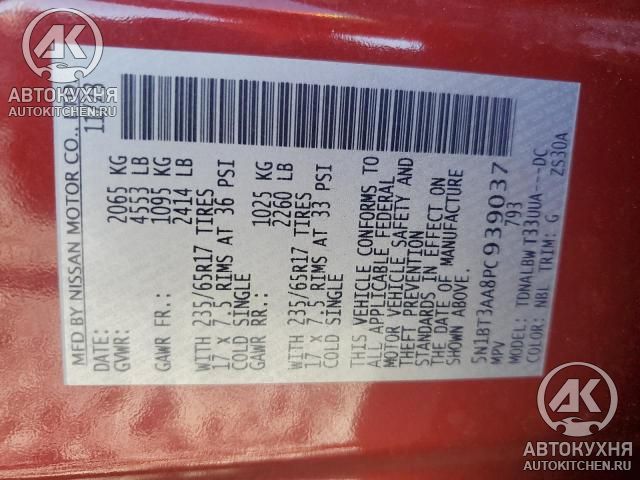 MFD BY NISSAN MOTOR CO.,
DATE:
GVWR: 2065 KG
4553 LB
GAWR FR.: 1095 KG
2414 LB
WITH 235/65R17 TIRES
17 X 7.5 RIMS AT 36 PSI
COLD SINGLE
GAWR RR.: 1025 KG
2260 LB
WITH 235/65R17 TIRES
17 X 7.5 RIMS AT 33 PSI
COLD SINGLE
THIS VEHICLE CONFORMS TO
ALL APPLICABLE FEDERAL
MOTOR VEHICLE SAFETY AND
THEFT PREVENTION
STANDARDS IN EFFECT ON
THE DATE OF MANUFACTURE
SHOWN ABOVE.
5N1BT3AA8PC939037
MPV 793
MODEL: TDNALBWT33UUA---DC
COLOR: NBL TRIM: G ZS30A
AK
АВТОКУХНЯ
AUTOKITCHEN.RU
AK
АВТОКУХНЯ
AUTOKITCHEN.RU